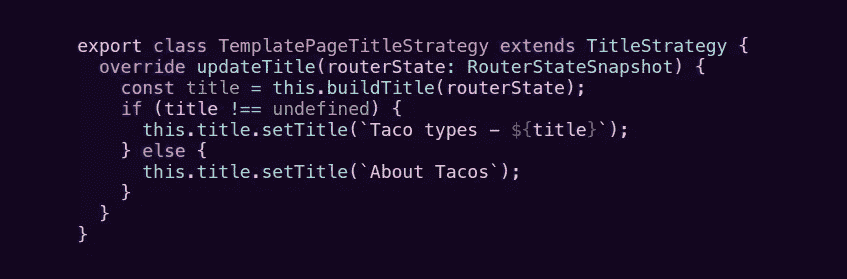 export class TemplatePageTitleStrategy extends TitleStrategy {
  override updateTitle(routerState: RouterStateSnapshot) {
    const title = this.buildTitle(routerState);
    if (title !== undefined) {
      this.title.setTitle(`Taco types – ${title}`);
    } else {
      this.title.setTitle(`About Tacos`);
    }
  }
}